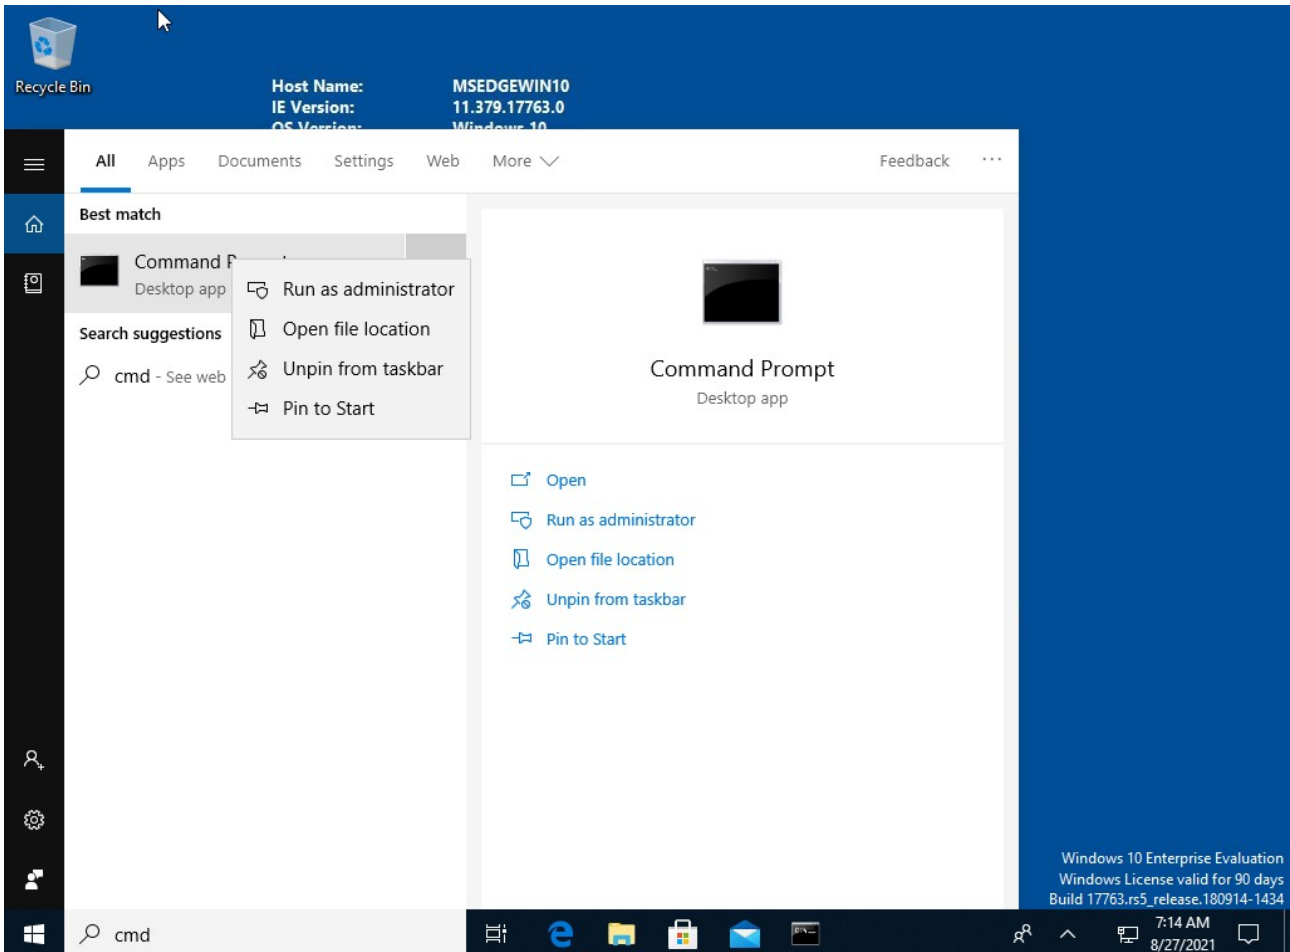 Recycle Bin
Host Name: MSEDGEWIN10
IE Version: 11.379.17763.0
OS Version: Windows 10
All Apps Documents Settings Web More Feedback ...
Best match
Command
Desktop app
Run as administrator
Open file location
Unpin from taskbar
Pin to Start
Search suggestions
cmd - See web
Command Prompt
Desktop app
Open
Run as administrator
Open file location
Unpin from taskbar
Pin to Start
Windows 10 Enterprise Evaluation
Windows License valid for 90 days
Build 17763.rs5_release.180914-1434
cmd
7:14 AM
8/27/2021